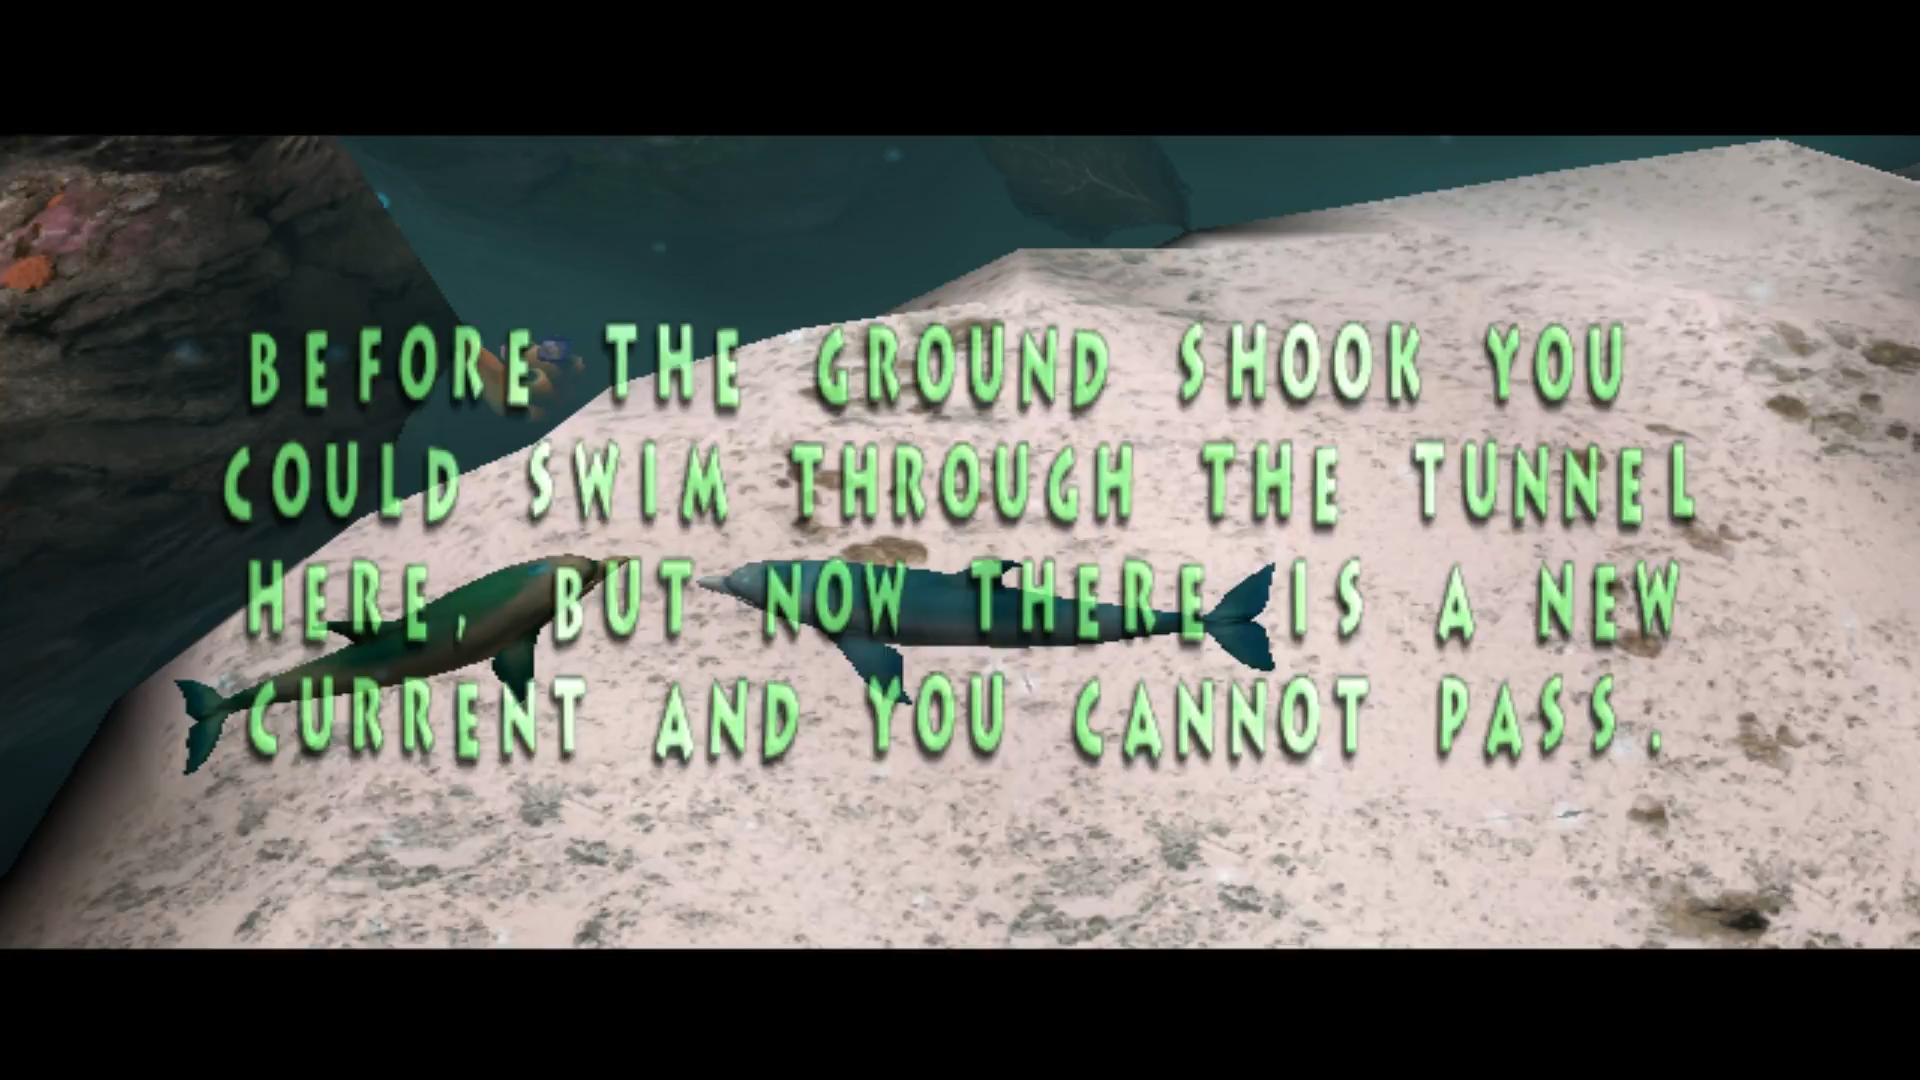 BEFORE THE GROUND SHOOK YOU
COULD SWIM THROUGH THE TUNNEL
HERE, BUT NOW THERE IS A NEW
CURRENT AND YOU CANNOT PASS.